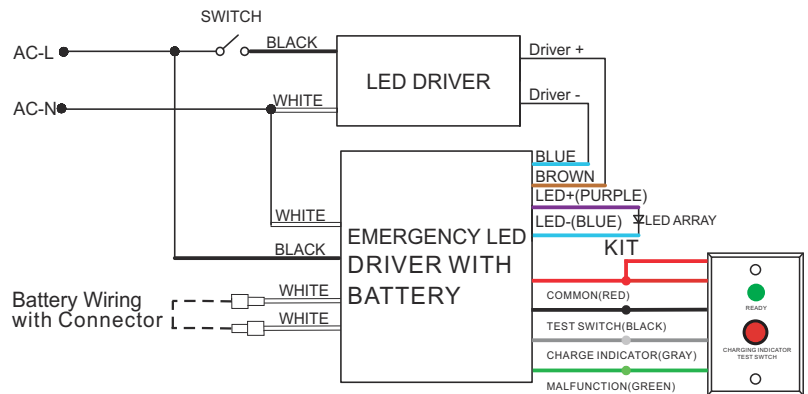 SWITCH
AC-L
BLACK
LED DRIVER
Driver +
AC-N
WHITE
Driver -
BLUE
BROWN
LED+(PURPLE)
LED-(BLUE)
LED ARRAY
KIT
WHITE
BLACK
EMERGENCY LED
DRIVER WITH
BATTERY
Battery Wiring
with Connector
WHITE
WHITE
COMMON(RED)
TEST SWITCH(BLACK)
CHARGE INDICATOR(GRAY)
MALFUNCTION(GREEN)
READY
CHARGING INDICATOR
TEST SWTCH